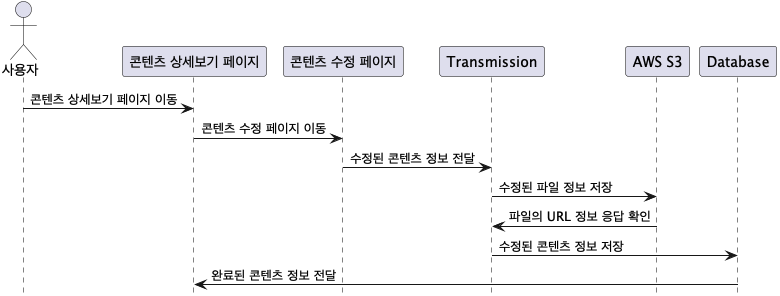 사용자
콘텐츠 상세보기 페이지
콘텐츠 수정 페이지
Transmission
AWS S3
Database
콘텐츠 상세보기 페이지 이동
콘텐츠 수정 페이지 이동
수정된 콘텐츠 정보 전달
수정된 파일 정보 저장
파일의 URL 정보 응답 확인
수정된 콘텐츠 정보 저장
완료된 콘텐츠 정보 전달